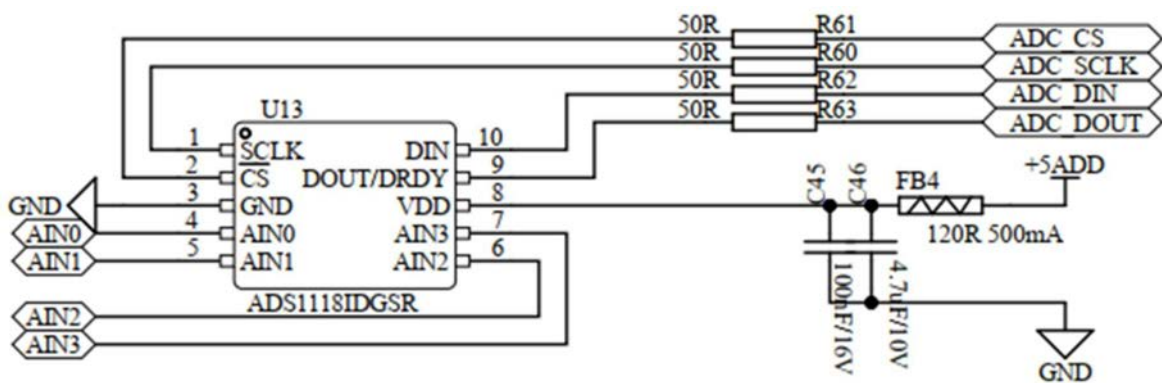 50R R61 ADC_CS
50R R60 ADC_SCLK
50R R62 ADC_DIN
50R R63 ADC_DOUT
U13
1 SCLK DIN 10
2 CS DOUT/DRDY 9
GND 3 GND VDD 8
AIN0 4 AIN0 AIN3 7
AIN1 5 AIN1 AIN2 6
ADS1118IDGSR
AIN2
AIN3
C45
C46
FB4
+5ADD
120R 500mA
100nF/16V
4.7uF/10V
GND